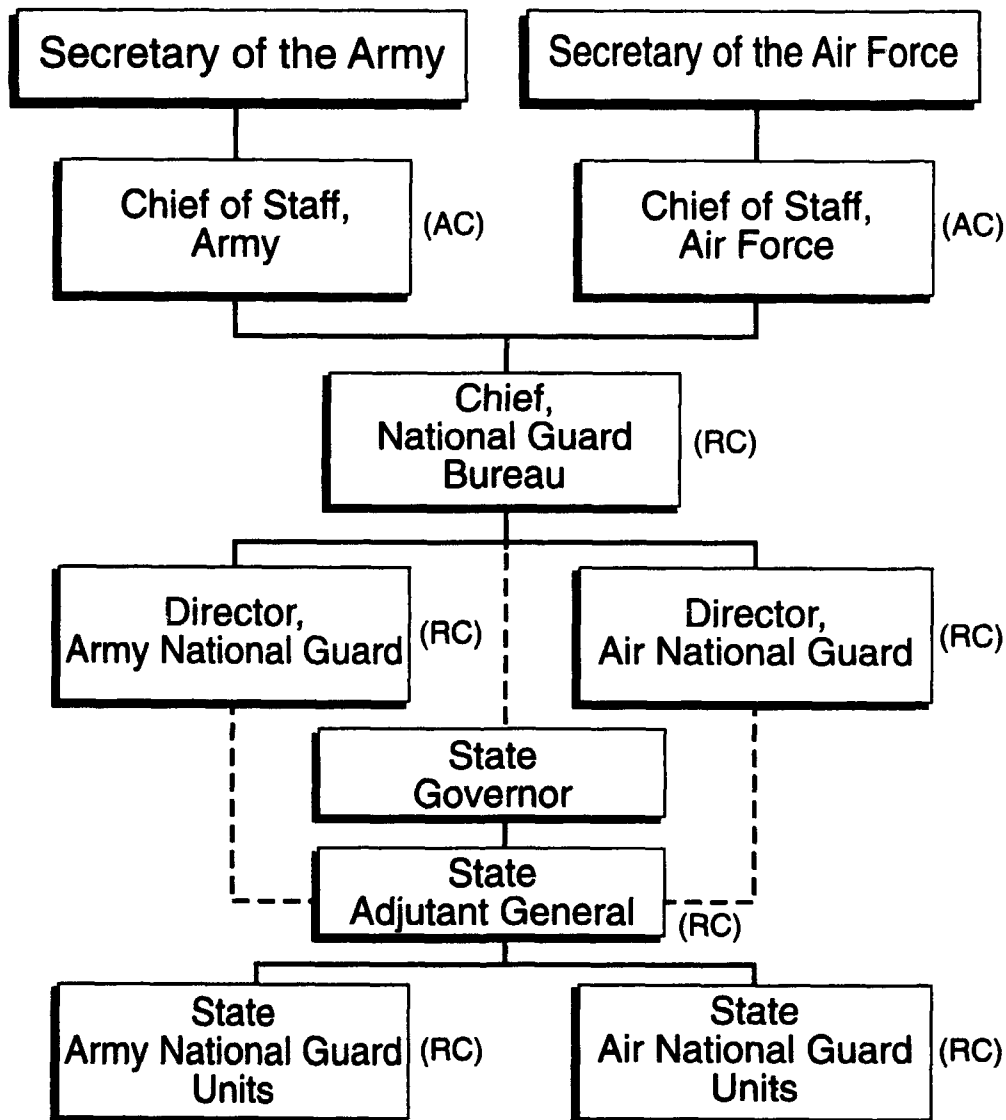 Secretary of the Army
Secretary of the Air Force
Chief of Staff,
Army
(AC)
Chief of Staff,
Air Force
(AC)
Chief,
National Guard
Bureau
(RC)
Director,
Army National Guard
(RC)
Director,
Air National Guard
(RC)
State
Governor
State
Adjutant General
(RC)
State
Army National Guard
Units
(RC)
State
Air National Guard
Units
(RC)